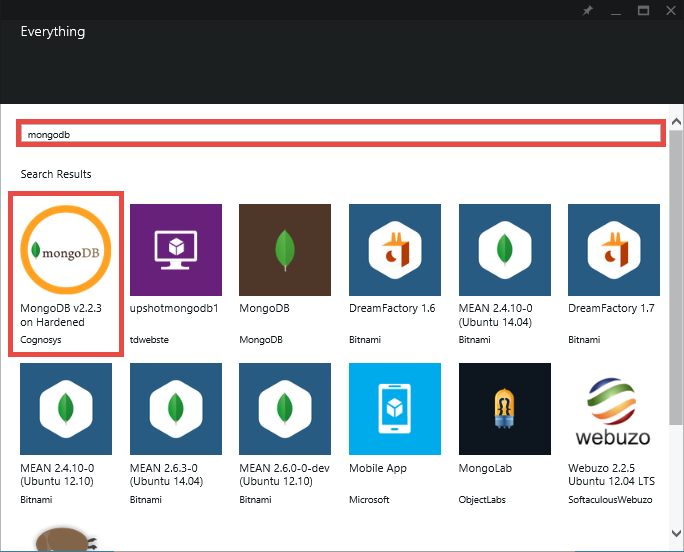 Everything
mongodb
Search Results
mongoDB
MongoDB v2.2.3
on Hardened
Cognosys
upshotmongodb1
tdwebste
MongoDB
MongoDB
DreamFactory 1.6
Bitnami
MEAN 2.4.10-0
(Ubuntu 14.04)
Bitnami
DreamFactory 1.7
Bitnami
MEAN 2.4.10-0
(Ubuntu 12.10)
Bitnami
MEAN 2.6.3-0
(Ubuntu 14.04)
Bitnami
MEAN 2.6.0-0-dev
(Ubuntu 12.10)
Bitnami
Mobile App
Microsoft
MongoLab
ObjectLabs
webuzo
Webuzo 2.2.5
Ubuntu 12.04 LTS
SoftaculousWebuzo